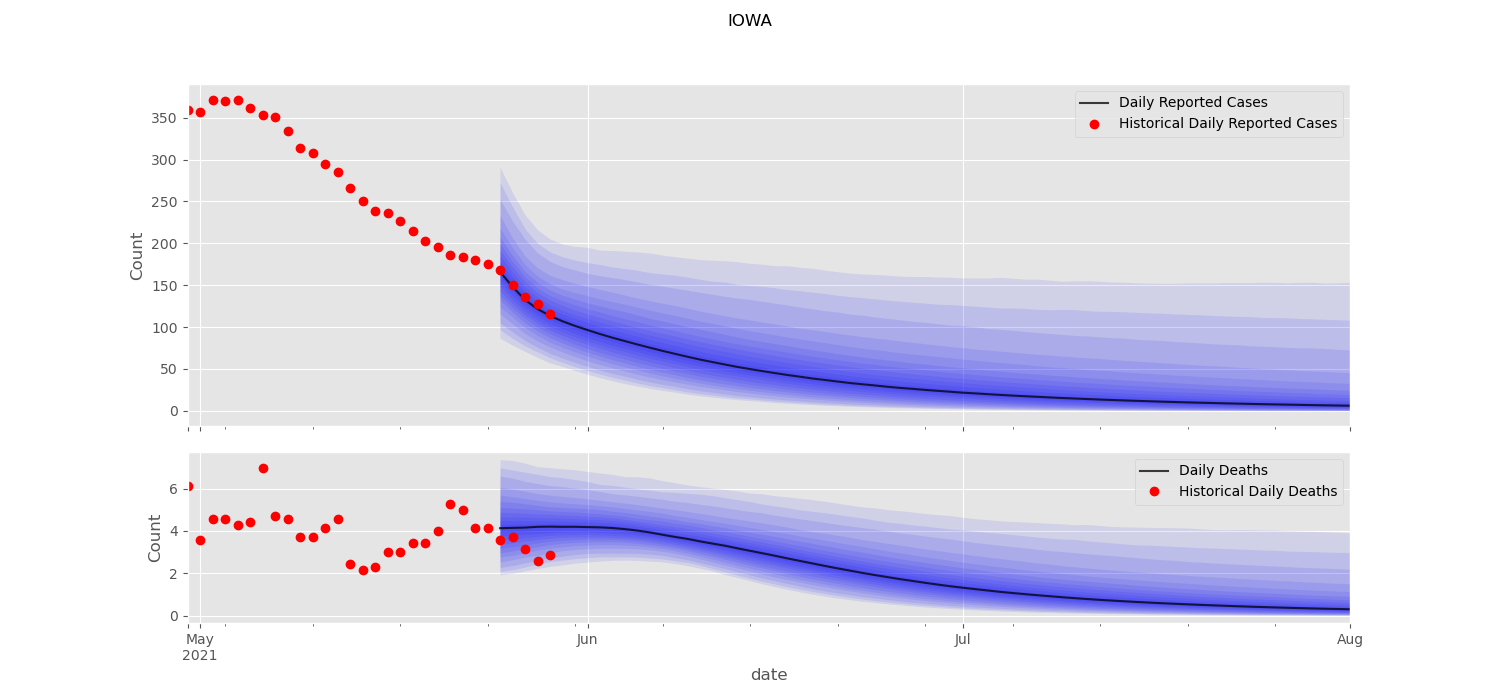 IOWA
350
300
250
200
150
100
50
0
Count
Daily Reported Cases
Historical Daily Reported Cases
6
4
2
0
Count
Daily Deaths
Historical Daily Deaths
May
2021
Jun
Jul
Aug
date